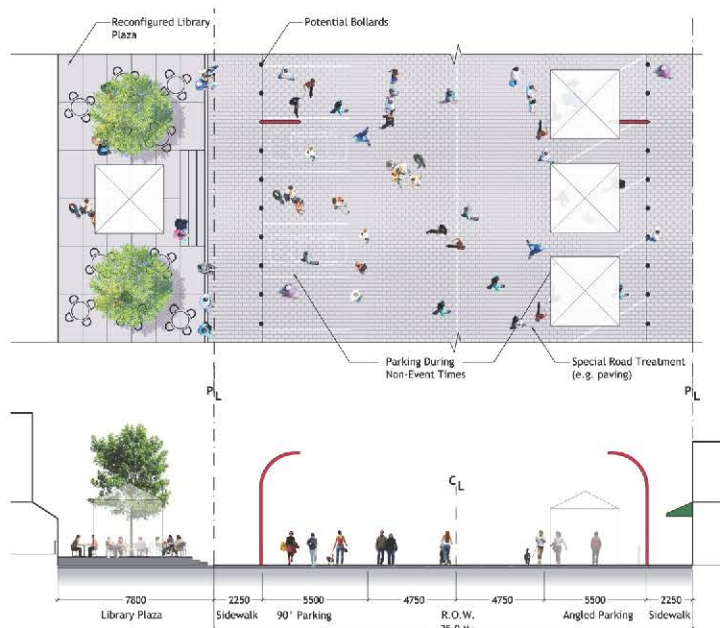 Reconfigured Library
Plaza
Potential Bollards
Parking During
Non-Event Times
Special Road Treatment
(e.g. paving)
PL
PL
CL
7800
2250
5500
4750
4750
5500
2250
Library Plaza
Sidewalk
90° Parking
R.O.W.
Angled Parking
Sidewalk